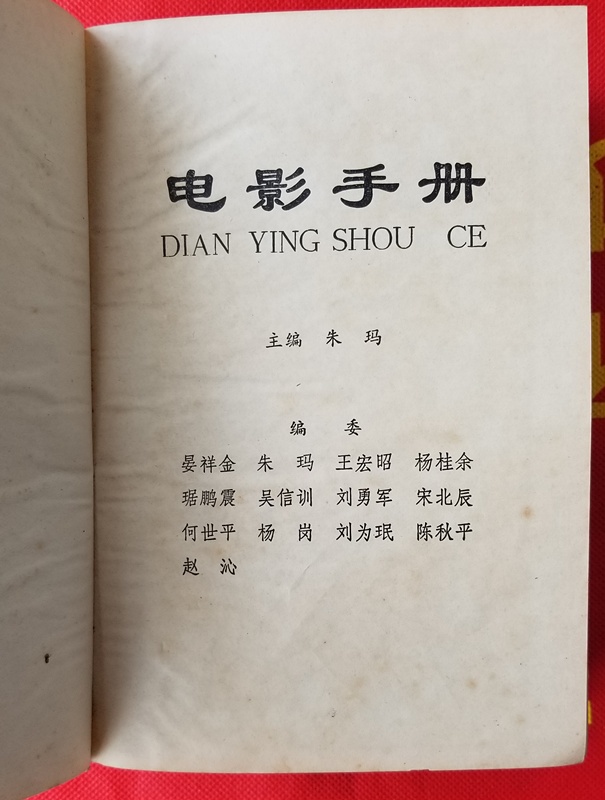 电影手册
DIAN YING SHOU CE
主编 朱 玛
编 委
晏祥金 朱 玛 王宏昭 杨桂余
琚鹏震 吴信训 刘勇军 宋北辰
何世平 杨 岗 刘为珉 陈秋平
赵 沁